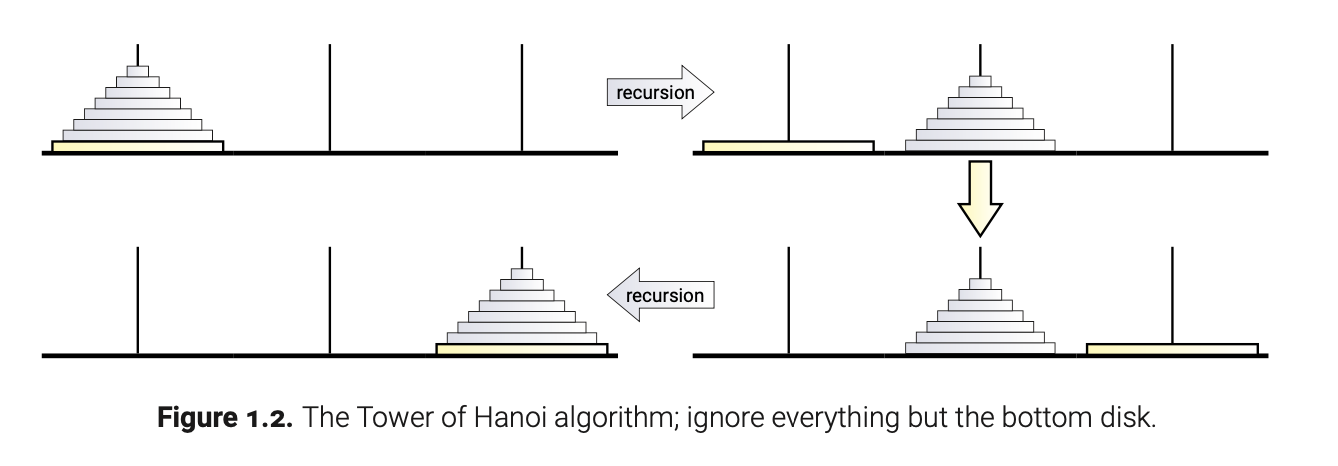 recursion
recursion
Figure 1.2. The Tower of Hanoi algorithm; ignore everything but the bottom disk.